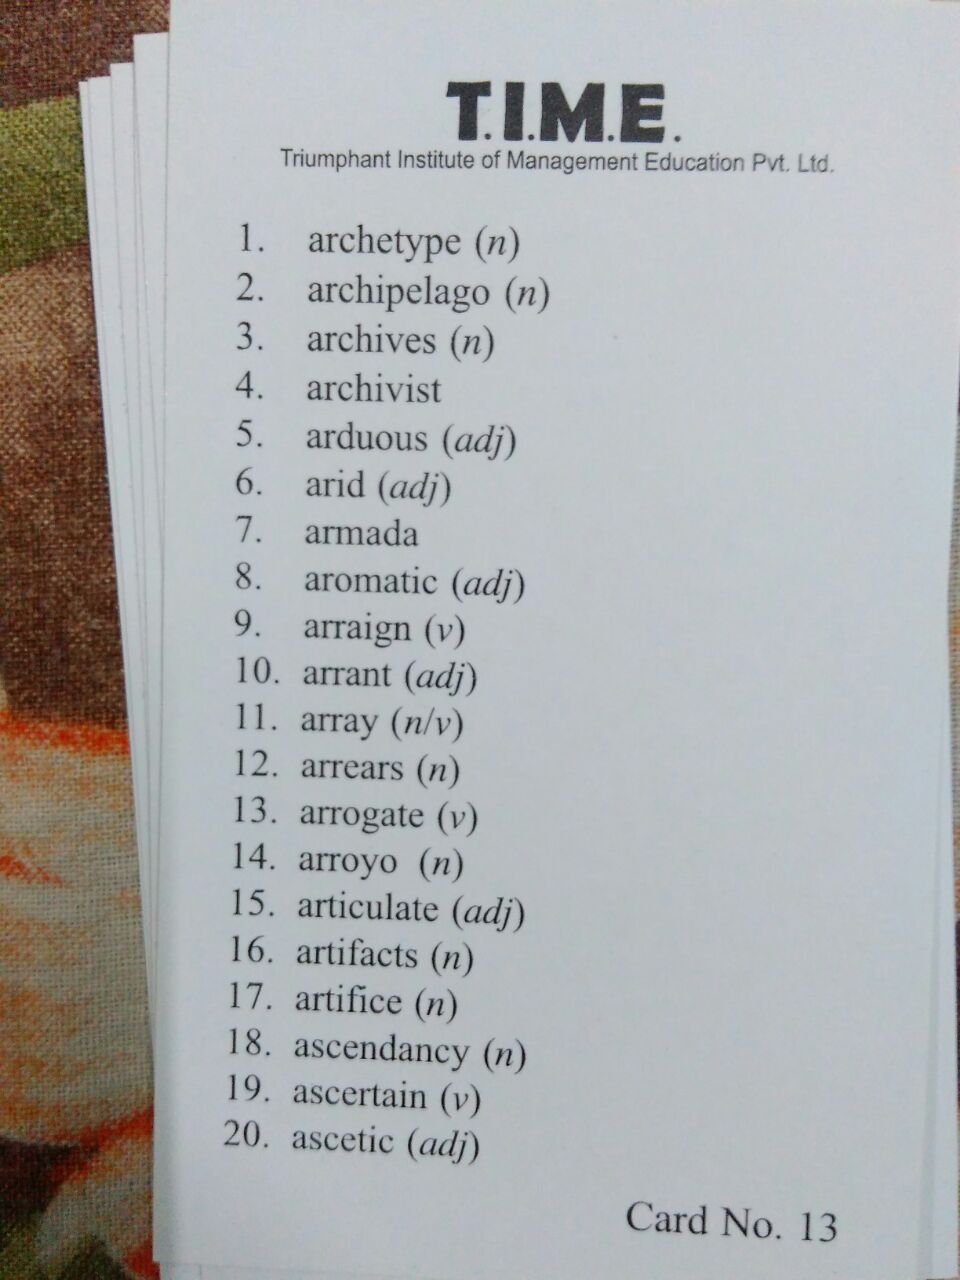 T.I.M.E.
Triumphant Institute of Management Education Pvt. Ltd.
1. archetype (n)
2. archipelago (n)
3. archives (n)
4. archivist
5. arduous (adj)
6. arid (adj)
7. armada
8. aromatic (adj)
9. arraign (v)
10. arrant (adj)
11. array (n/v)
12. arrears (n)
13. arrogate (v)
14. arroyo (n)
15. articulate (adj)
16. artifacts (n)
17. artifice (n)
18. ascendancy (n)
19. ascertain (v)
20. ascetic (adj)
Card No. 13